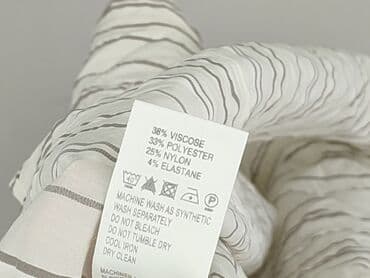 38% VISCOSE
33% POLYESTER
25% NYLON
4% ELASTANE
40 P
MACHINE WASH AS SYNTHETIC
WASH SEPARATELY
DO NOT BLEACH
DO NOT TUMBLE DRY
COOL IRON
DRY CLEAN